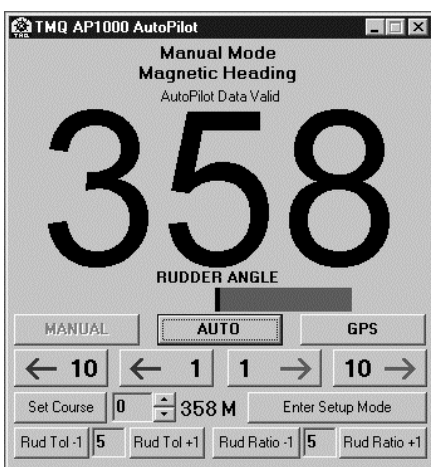 TMQ AP1000 AutoPilot
Manual Mode
Magnetic Heading
AutoPilot Data Valid
358
RUDDER ANGLE
MANUAL AUTO GPS
← 10 ← 1 1 → 10 →
Set Course 0 358 M Enter Setup Mode
Rud Tol -1 5 Rud Tol +1 Rud Ratio -1 5 Rud Ratio +1